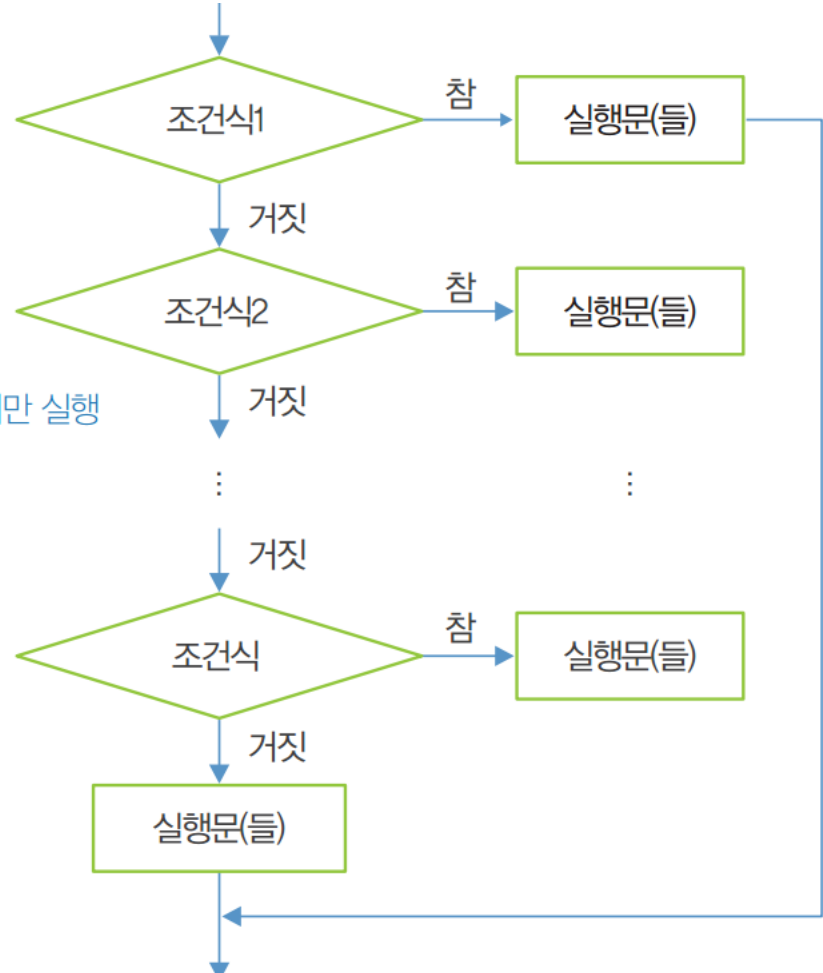 조건식1
참
실행문(들)
거짓
조건식2
참
실행문(들)
거짓
만 실행
⋮
⋮
거짓
조건식
참
실행문(들)
거짓
실행문(들)